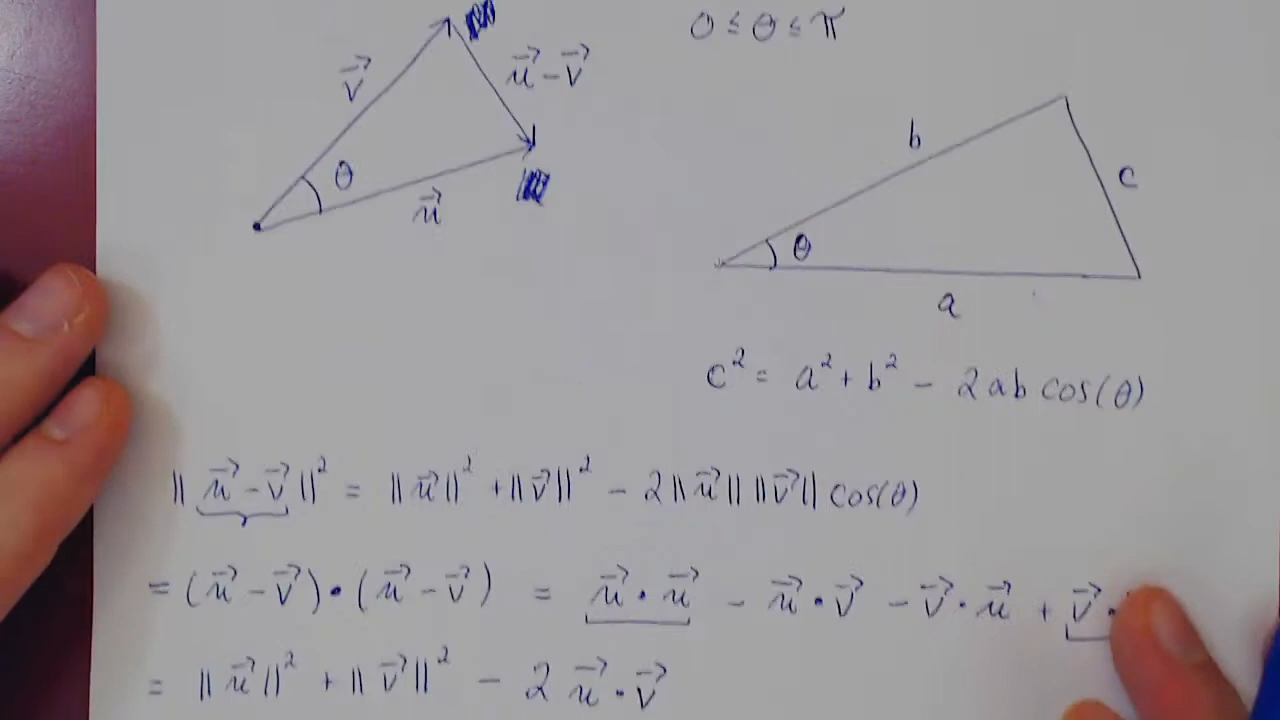 0 ≤ θ ≤ π
v⃗
u⃗ - v⃗
θ
u⃗
b
c
θ
a
c² = a² + b² - 2ab cos(θ)
‖u⃗ - v⃗‖² = ‖u⃗‖² + ‖v⃗‖² - 2‖u⃗‖ ‖v⃗‖ cos(θ)
= (u⃗ - v⃗) • (u⃗ - v⃗) = u⃗ • u⃗ - u⃗ • v⃗ - v⃗ • u⃗ + v⃗ •
= ‖u⃗‖² + ‖v⃗‖² - 2 u⃗ • v⃗